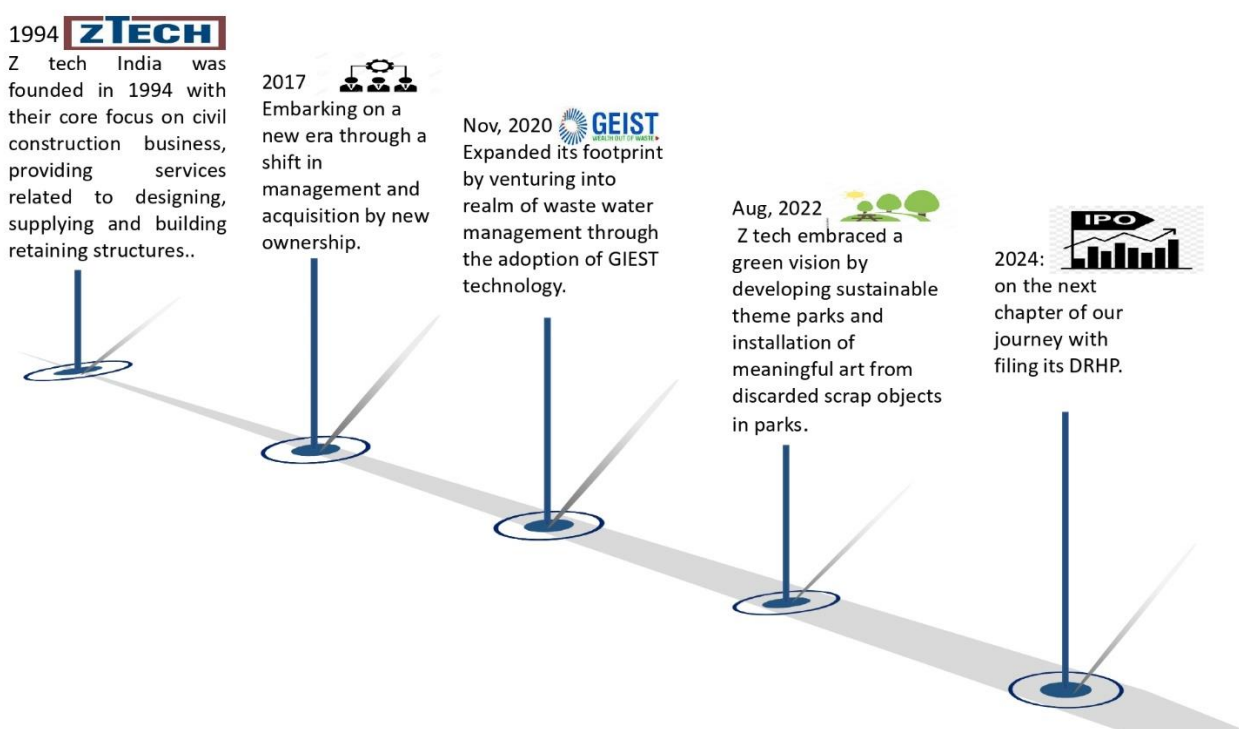 1994 ZTECH
Z tech India was
founded in 1994 with
their core focus on civil
construction business,
providing services
related to designing,
supplying and building
retaining structures..
2017
Embarking on a
new era through a
shift in
management and
acquisition by new
ownership.
Nov, 2020 GEIST
WEALTH OUT OF WASTE
Expanded its footprint
by venturing into
realm of waste water
management through
the adoption of GIEST
technology.
Aug, 2022
Z tech embraced a
green vision by
developing sustainable
theme parks and
installation of
meaningful art from
discarded scrap objects
in parks.
IPO
2024:
on the next
chapter of our
journey with
filing its DRHP.